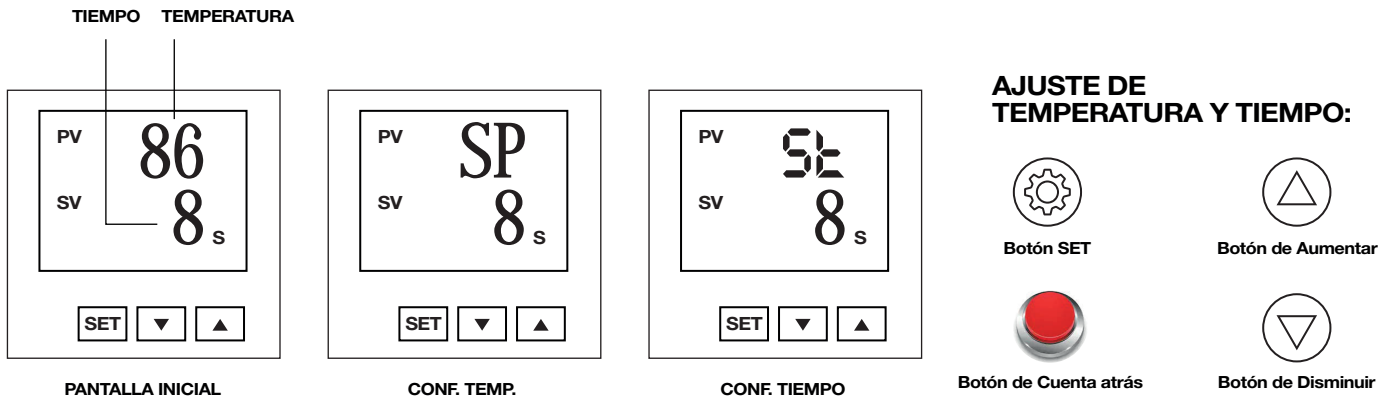 TIEMPO TEMPERATURA
PV 86
SV 8 S
SET ▼ ▲
PANTALLA INICIAL
PV SP
SV 8 S
SET ▼ ▲
CONF. TEMP.
PV St
SV 8 S
SET ▼ ▲
CONF. TIEMPO
AJUSTE DE
TEMPERATURA Y TIEMPO:
Botón SET
Botón de Aumentar
Botón de Cuenta atrás
Botón de Disminuir